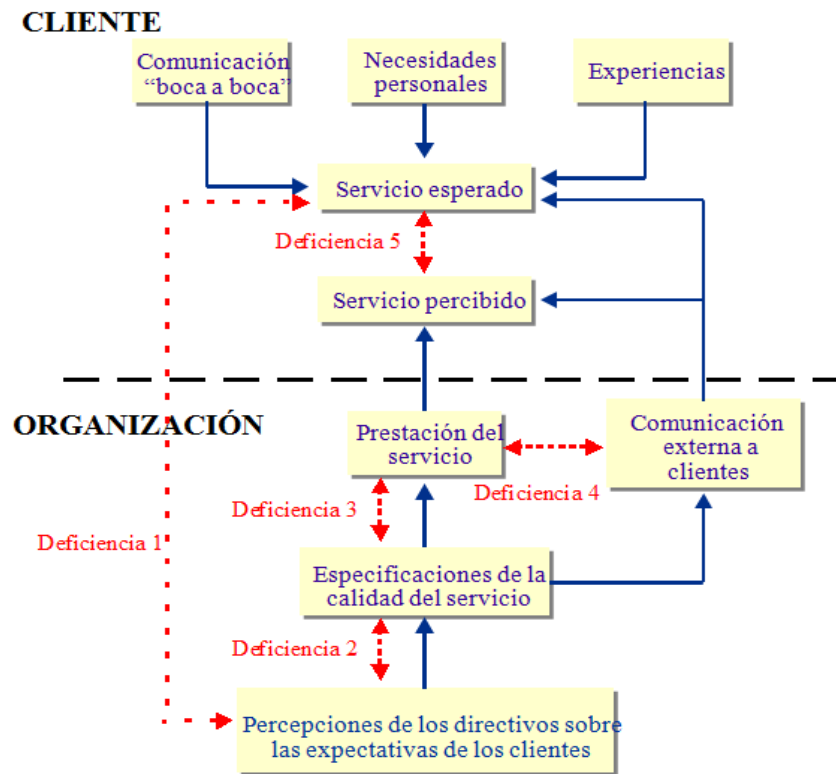 CLIENTE
Comunicación
“boca a boca”
Necesidades
personales
Experiencias
Servicio esperado
Deficiencia 5
Servicio percibido
ORGANIZACIÓN
Prestación del
servicio
Comunicación
externa a
clientes
Deficiencia 4
Deficiencia 3
Deficiencia 1
Especificaciones de la
calidad del servicio
Deficiencia 2
Percepciones de los directivos sobre
las expectativas de los clientes